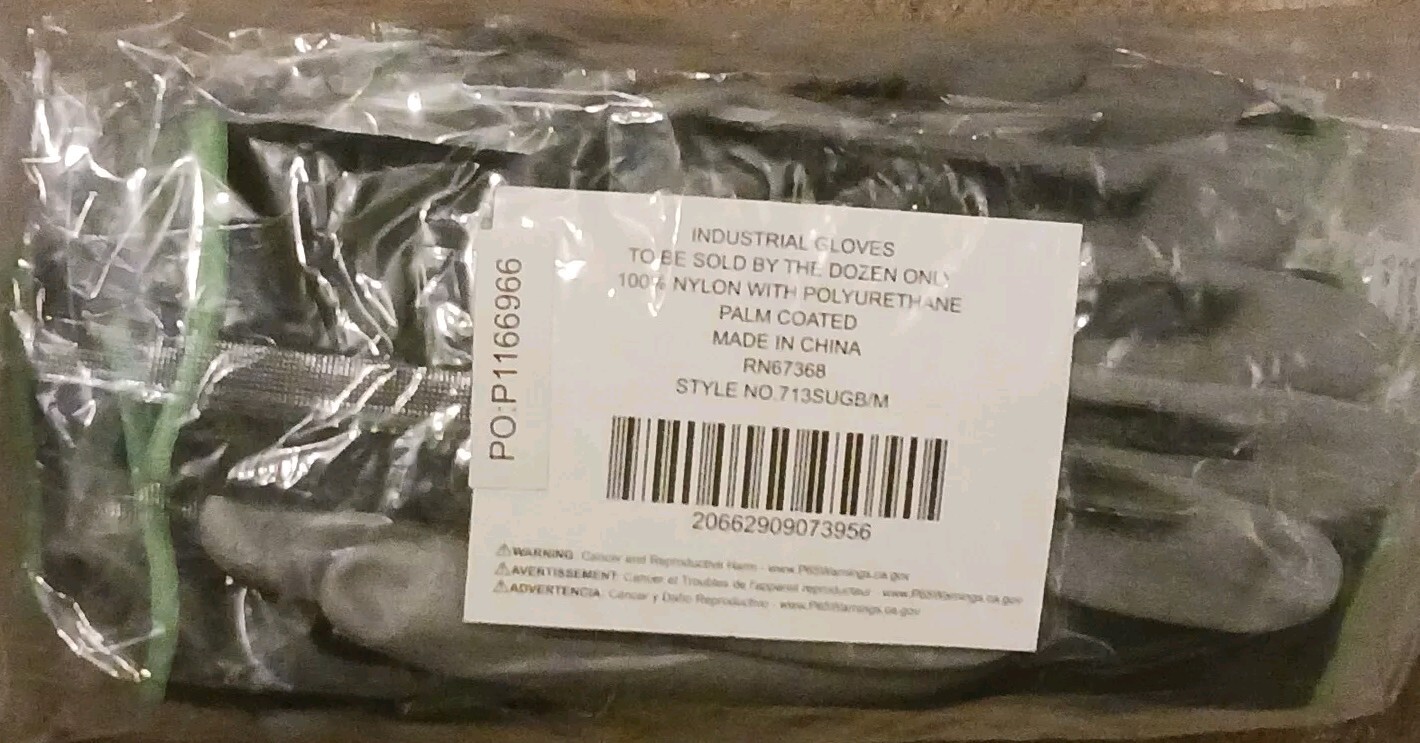 INDUSTRIAL GLOVES
TO BE SOLD BY THE DOZEN ONLY
100% NYLON WITH POLYURETHANE
PALM COATED
MADE IN CHINA
RN67368
STYLE NO.713SUGB/M
20662909073956
⚠WARNING: Cancer and Reproductive Harm - www.P65Warnings.ca.gov
⚠AVERTISSEMENT: Cancer et Troubles de l'appareil reproducteur - www.P65Warnings.ca.gov
⚠ADVERTENCIA: Cáncer y Daño Reproductivo - www.P65Warnings.ca.gov
PO:P1166966